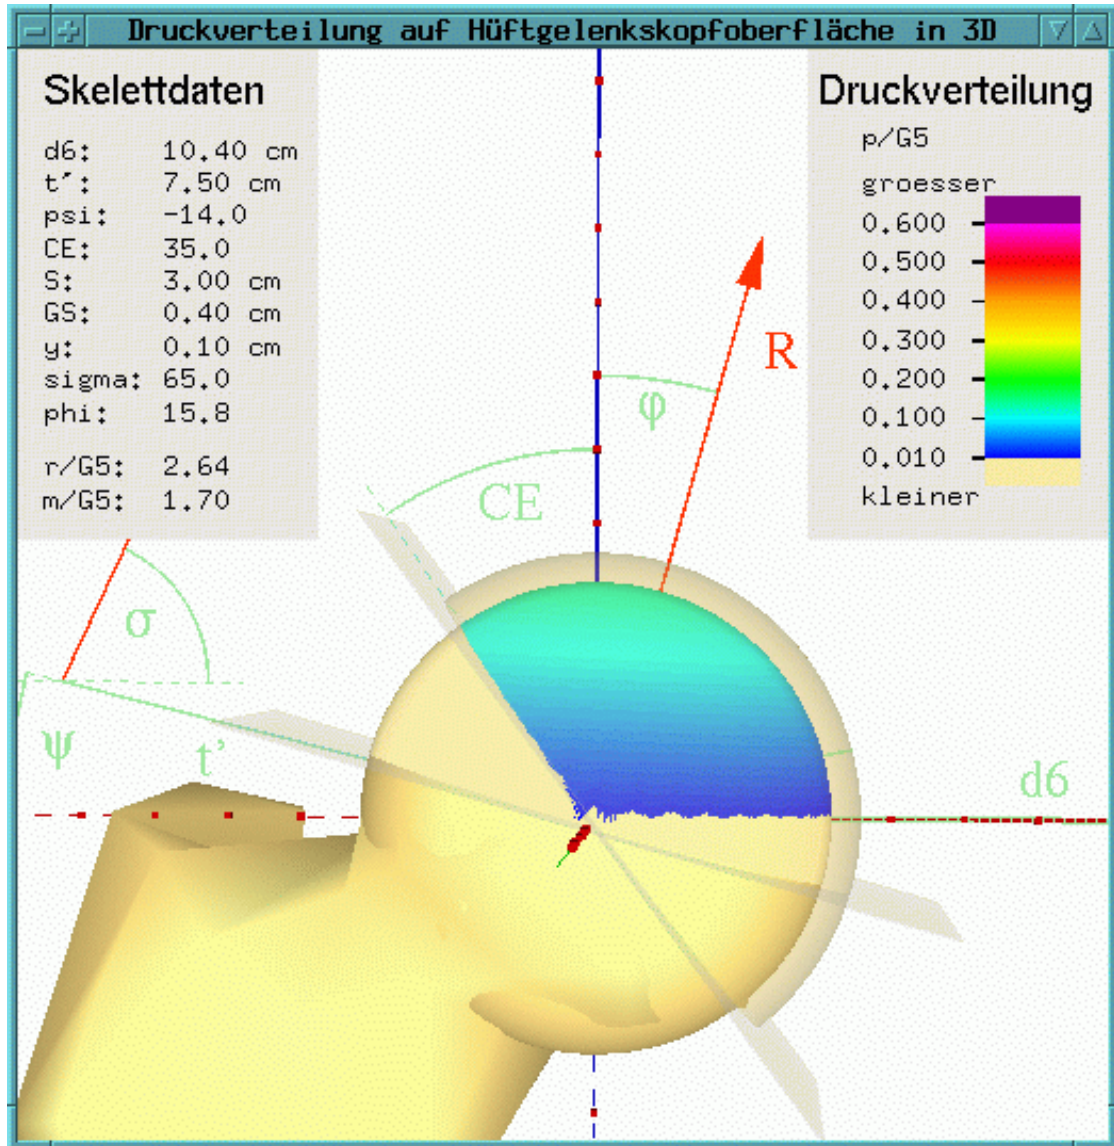 Druckverteilung auf Hüftgelenkskopfoberfläche in 3D
Skelettdaten
d6: 10.40 cm
t': 7.50 cm
psi: -14.0
CE: 35.0
S: 3.00 cm
GS: 0.40 cm
y: 0.10 cm
sigma: 65.0
phi: 15.8
r/G5: 2.64
m/G5: 1.70
Druckverteilung
p/G5
groesser
0.600
0.500
0.400
0.300
0.200
0.100
0.010
kleiner
R
φ
CE
σ
ψ
t'
d6